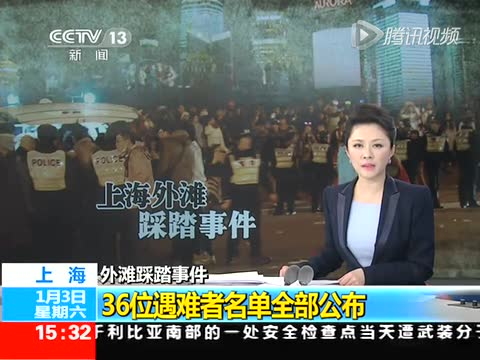 CCTV 13
新闻
腾讯视频
AURORA
POLICE
POLICE
上海外滩
踩踏事件
上 海
外滩踩踏事件
1月3日
星期六
36位遇难者名单全部公布
15:32
于利比亚南部的一处安全检查点当天遭武装分子